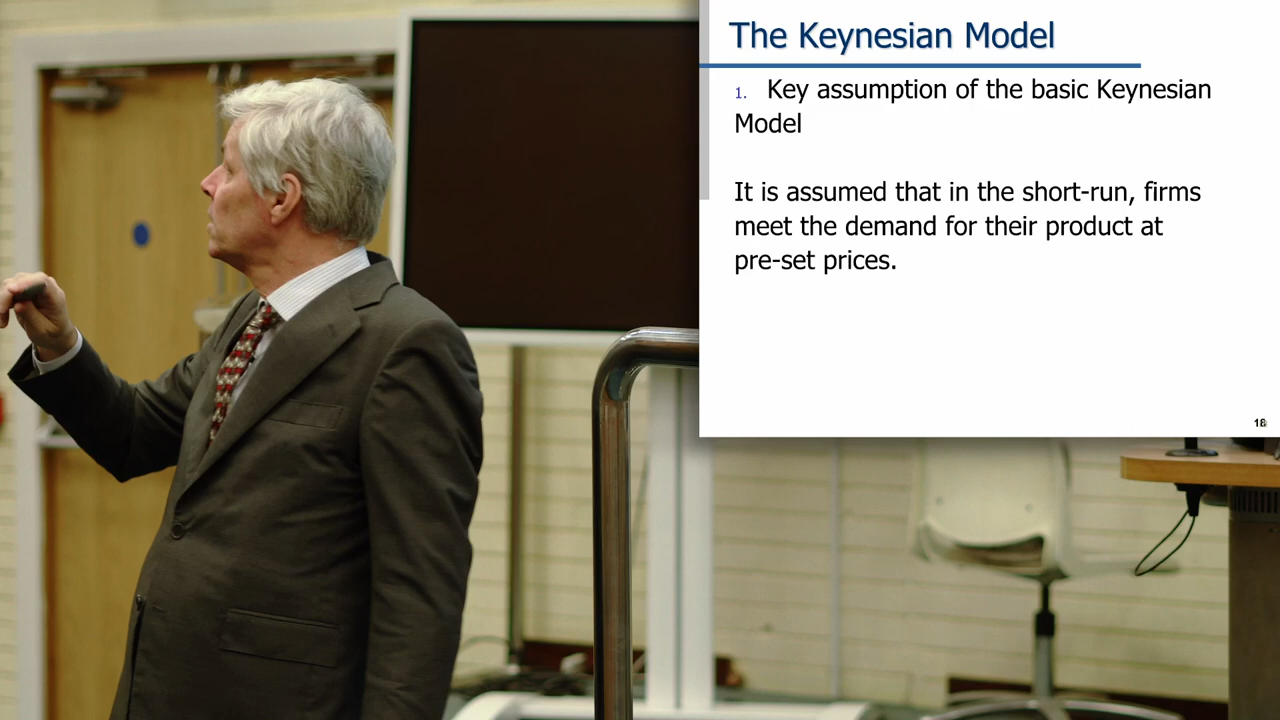 The Keynesian Model
1. Key assumption of the basic Keynesian
Model
It is assumed that in the short-run, firms
meet the demand for their product at
pre-set prices.
18